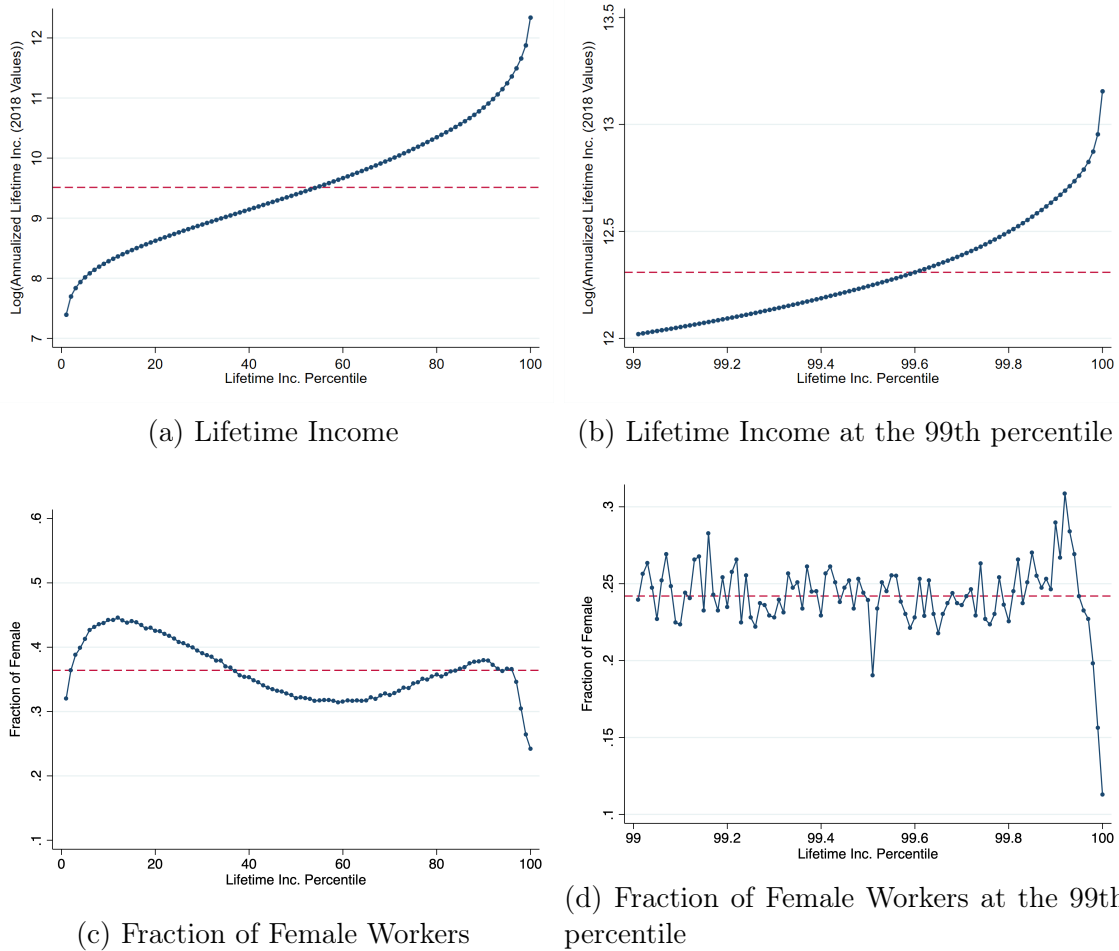 Log(Annualized Lifetime Inc. (2018 Values))
12
11
10
9
8
7
0 20 40 60 80 100
Lifetime Inc. Percentile
(a) Lifetime Income
Log(Annualized Lifetime Inc. (2018 Values))
13.5
13
12.5
12
99 99.2 99.4 99.6 99.8 100
Lifetime Inc. Percentile
(b) Lifetime Income at the 99th percentile
Fraction of Female
.6
.5
.4
.3
.2
.1
0 20 40 60 80 100
Lifetime Inc. Percentile
(c) Fraction of Female Workers
Fraction of Female
.3
.25
.2
.15
.1
99 99.2 99.4 99.6 99.8 100
Lifetime Inc. Percentile
(d) Fraction of Female Workers at the 99th
percentile